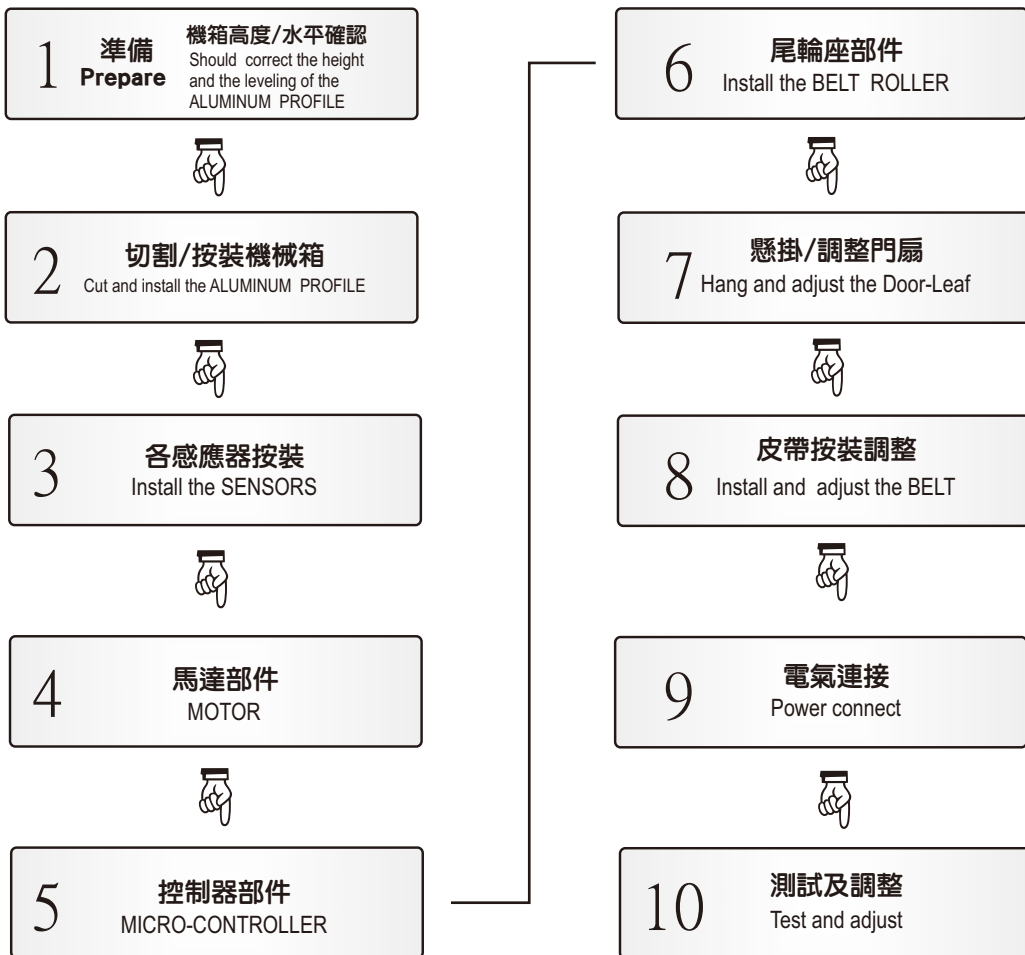 1
準備
Prepare
機箱高度/水平確認
Should correct the height
and the leveling of the
ALUMINUM PROFILE
2
切割/按裝機械箱
Cut and install the ALUMINUM PROFILE
3
各感應器按裝
Install the SENSORS
4
馬達部件
MOTOR
5
控制器部件
MICRO-CONTROLLER
6
尾輪座部件
Install the BELT ROLLER
7
懸掛/調整門扇
Hang and adjust the Door-Leaf
8
皮帶按裝調整
Install and adjust the BELT
9
電氣連接
Power connect
10
測試及調整
Test and adjust